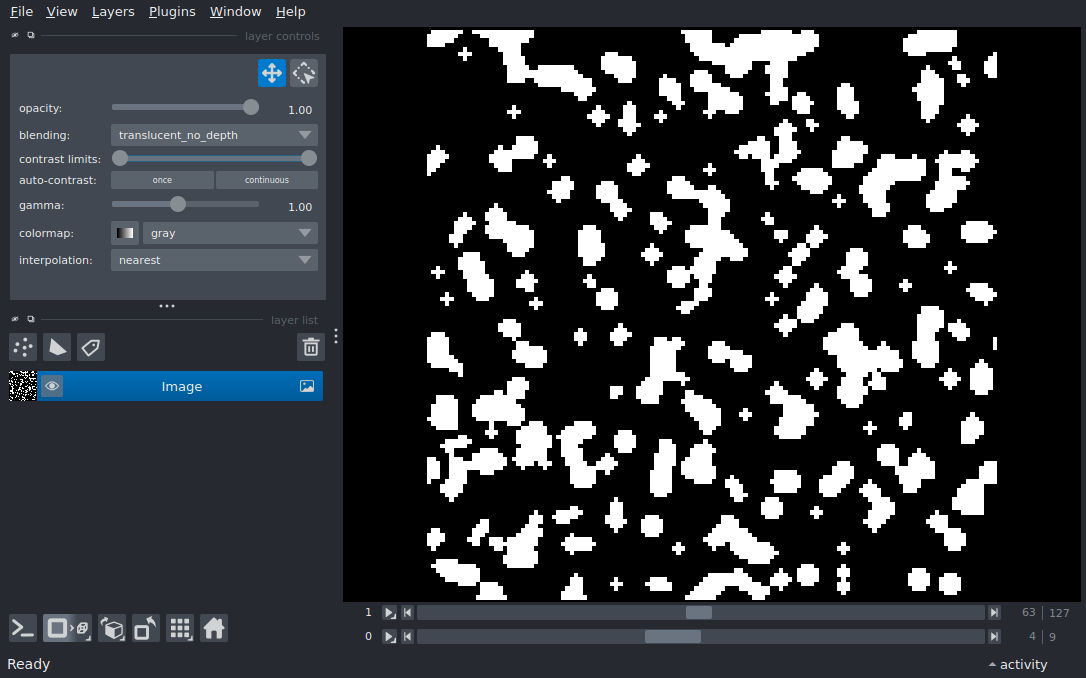 File View Layers Plugins Window Help
layer controls
opacity: 1.00
blending: translucent_no_depth
contrast limits:
auto-contrast: once continuous
gamma: 1.00
colormap: gray
interpolation: nearest
layer list
Image
1 63 127
0 4 9
Ready activity